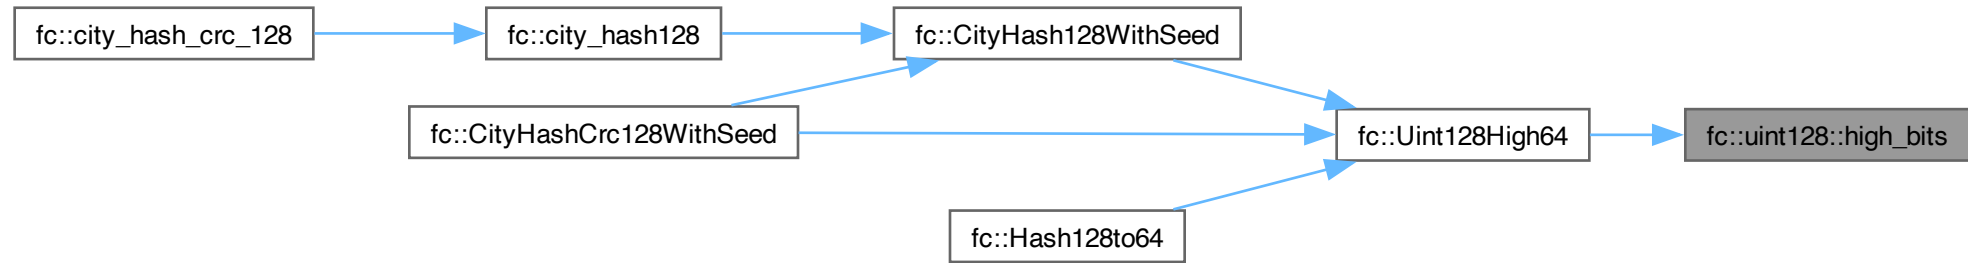 fc::city_hash_crc_128
fc::city_hash128
fc::CityHash128WithSeed
fc::CityHashCrc128WithSeed
fc::Uint128High64
fc::uint128::high_bits
fc::Hash128to64